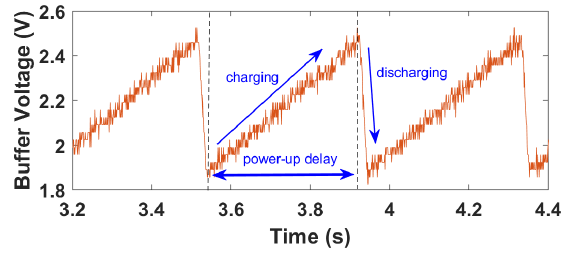 Buffer Voltage (V)
2.6
2.4
2.2
2
1.8
charging
discharging
power-up delay
3.2 3.4 3.6 3.8 4 4.2 4.4
Time (s)